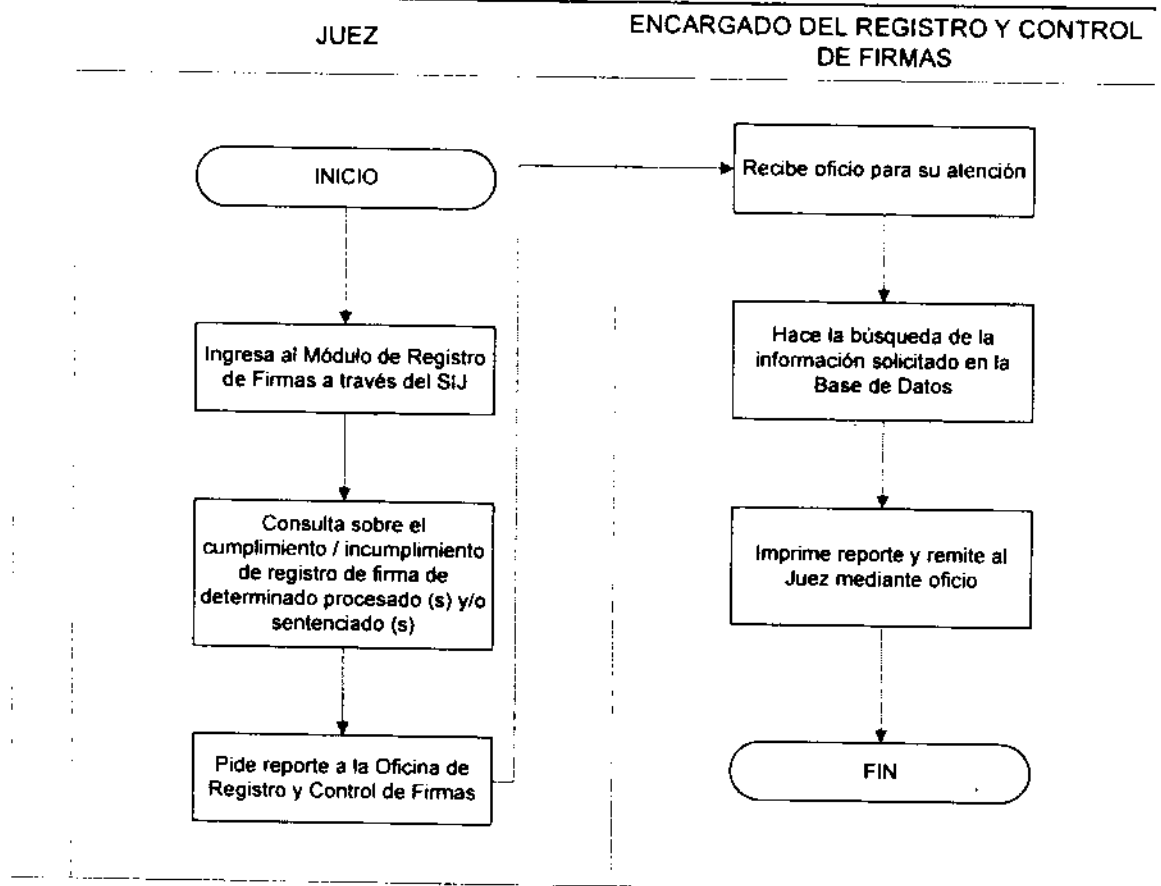 JUEZ
ENCARGADO DEL REGISTRO Y CONTROL
DE FIRMAS
INICIO
Ingresa al Módulo de Registro
de Firmas a través del SIJ
Consulta sobre el
cumplimiento / incumplimiento
de registro de firma de
determinado procesado (s) y/o
sentenciado (s)
Pide reporte a la Oficina de
Registro y Control de Firmas
Recibe oficio para su atención
Hace la búsqueda de la
información solicitado en la
Base de Datos
Imprime reporte y remite al
Juez mediante oficio
FIN